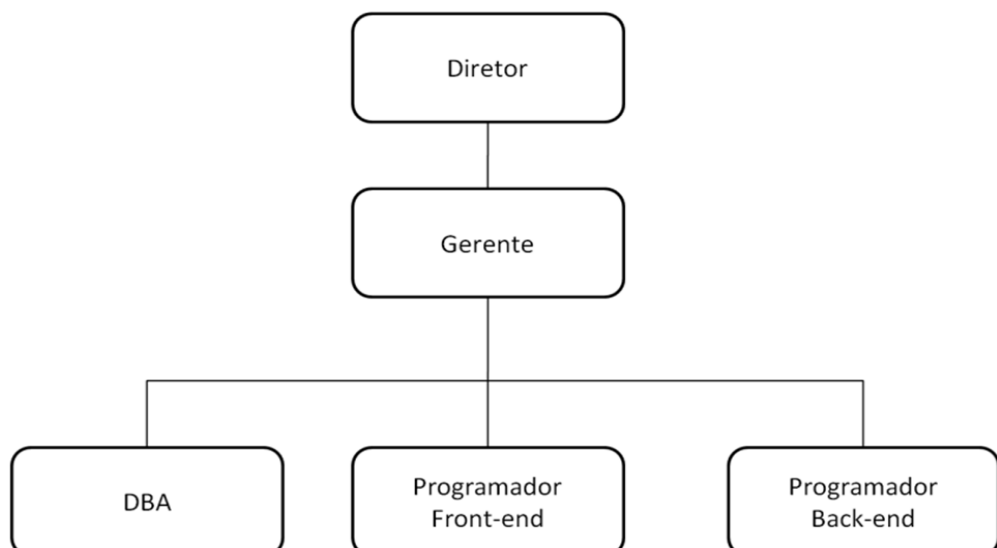 Diretor
Gerente
DBA
Programador
Front-end
Programador
Back-end